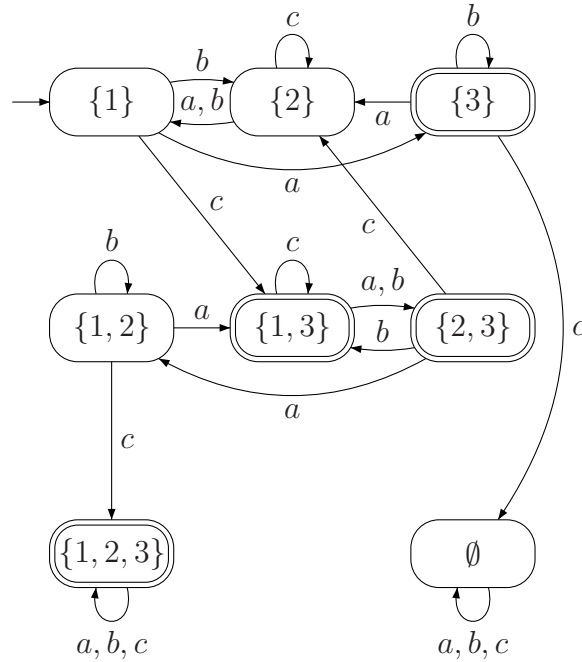 c b
b
{1} {2} {3}
a, b a
a
c c
b c a, b
{1, 2} a {1, 3} {2, 3}
b
a
c
c
{1, 2, 3} ∅
a, b, c a, b, c